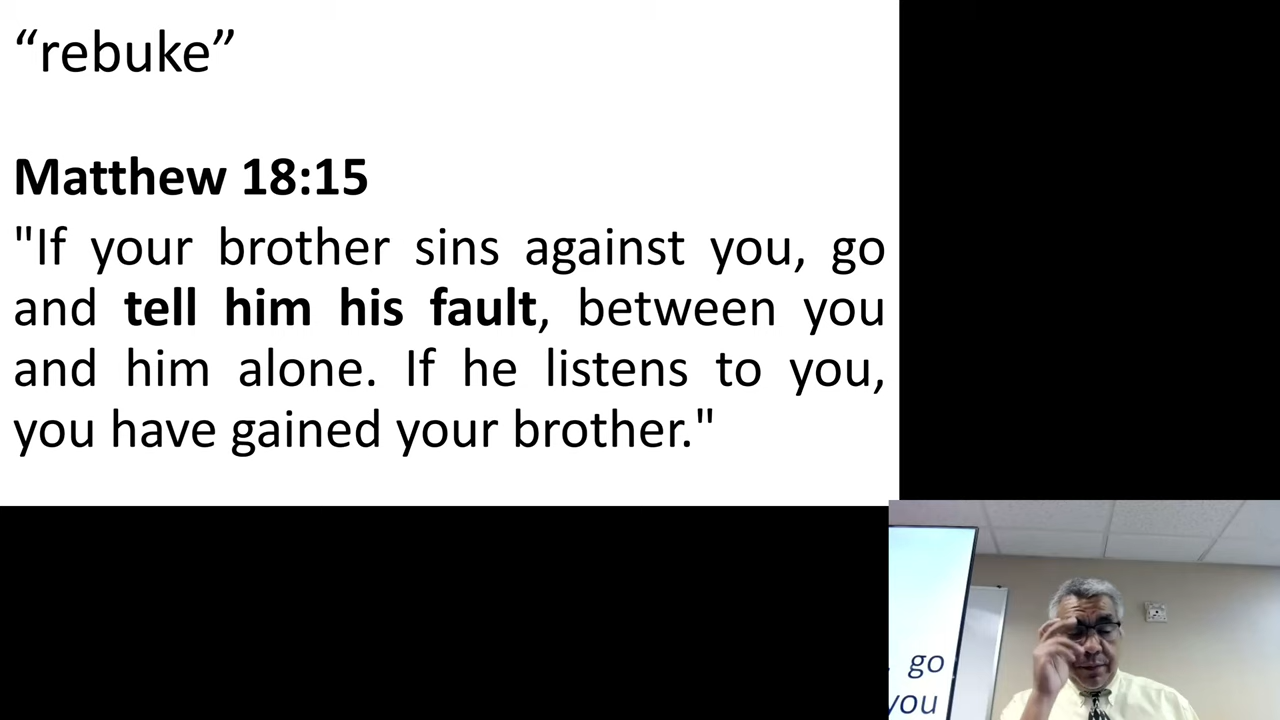 “rebuke”
Matthew 18:15
"If your brother sins against you, go
and tell him his fault, between you
and him alone. If he listens to you,
you have gained your brother."
go
you